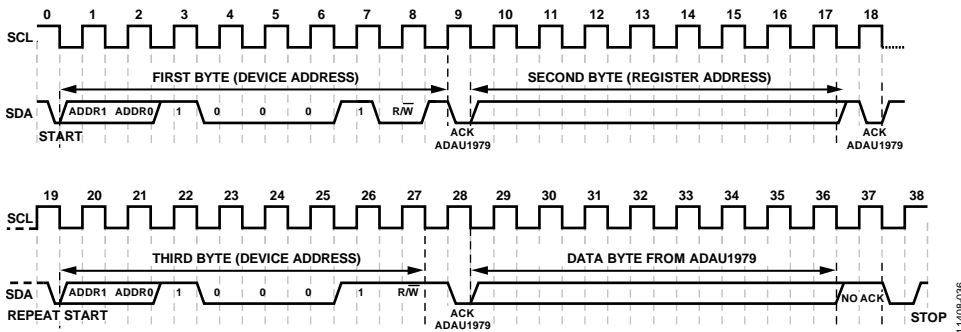 0 1 2 3 4 5 6 7 8 9 10 11 12 13 14 15 16 17 18
SCL
FIRST BYTE (DEVICE ADDRESS) SECOND BYTE (REGISTER ADDRESS)
SDA ADDR1 ADDR0 1 0 0 0 1 R/W
START ACK ADAU1979 ACK ADAU1979
19 20 21 22 23 24 25 26 27 28 29 30 31 32 33 34 35 36 37 38
SCL
THIRD BYTE (DEVICE ADDRESS) DATA BYTE FROM ADAU1979
SDA ADDR1 ADDR0 1 0 0 0 1 R/W NO ACK
REPEAT START ACK ADAU1979 STOP
11408-036